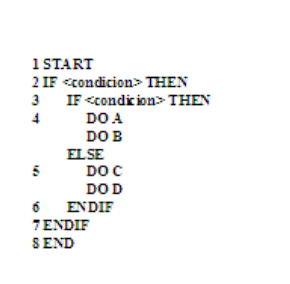 1 START
2 IF <condicion> THEN
3 IF <condicion> THEN
4 DO A
DO B
ELSE
5 DO C
DO D
6 ENDIF
7 ENDIF
8 END